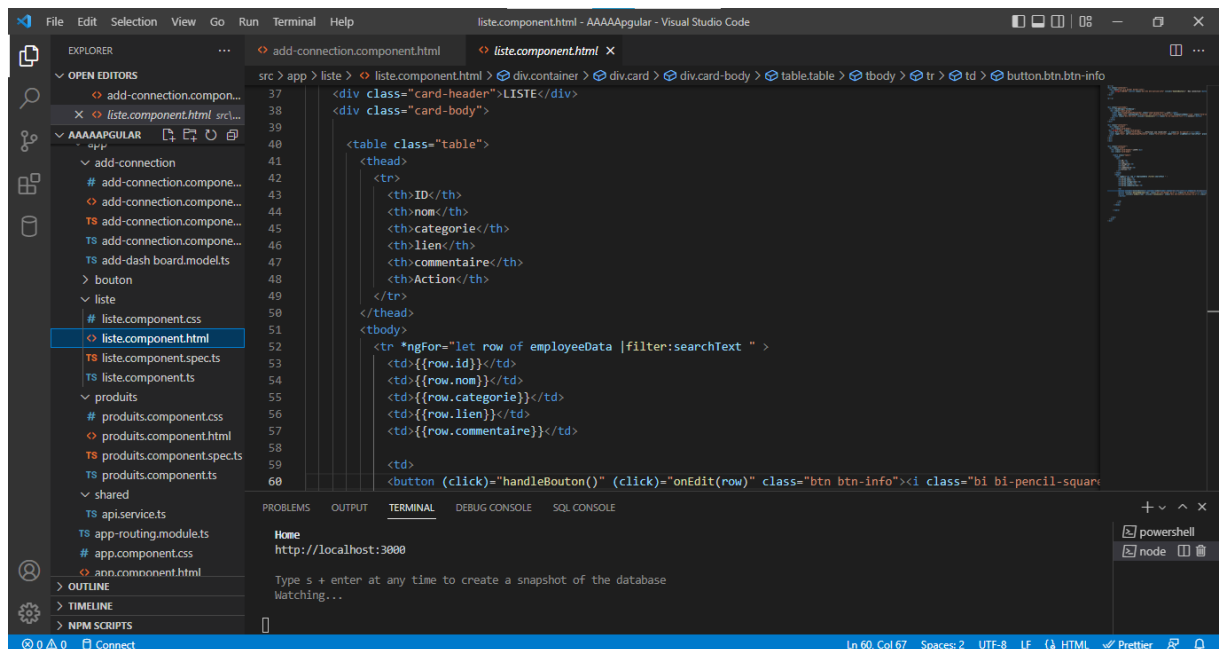 File Edit Selection View Go Run Terminal Help liste.component.html - AAAAApgular - Visual Studio Code
EXPLORER ...
OPEN EDITORS
<> add-connection.compon...
<> liste.component.html src\...
AAAAAPGULAR
app
add-connection
# add-connection.compone...
<> add-connection.compone...
TS add-connection.compone...
TS add-connection.compone...
TS add-dash board.model.ts
bouton
liste
# liste.component.css
<> liste.component.html
TS liste.component.spec.ts
TS liste.component.ts
produits
# produits.component.css
<> produits.component.html
TS produits.component.spec.ts
TS produits.component.ts
shared
TS api.service.ts
TS app-routing.module.ts
# app.component.css
<> app.component.html
OUTLINE
TIMELINE
NPM SCRIPTS
<> add-connection.component.html <> liste.component.html
src > app > liste > <> liste.component.html > div.container > div.card > div.card-body > table.table > tbody > tr > td > button.btn.btn-info
37 <div class="card-header">LISTE</div>
38 <div class="card-body">
39
40 <table class="table">
41 <thead>
42 <tr>
43 <th>ID</th>
44 <th>nom</th>
45 <th>categorie</th>
46 <th>lien</th>
47 <th>commentaire</th>
48 <th>Action</th>
49 </tr>
50 </thead>
51 <tbody>
52 <tr *ngFor="let row of employeeData |filter:searchText " >
53 <td>{{row.id}}</td>
54 <td>{{row.nom}}</td>
55 <td>{{row.categorie}}</td>
56 <td>{{row.lien}}</td>
57 <td>{{row.commentaire}}</td>
58
59 <td>
60 <button (click)="handleBouton()" (click)="onEdit(row)" class="btn btn-info"><i class="bi bi-pencil-square
PROBLEMS OUTPUT TERMINAL DEBUG CONSOLE SQL CONSOLE
Home
http://localhost:3000
Type s + enter at any time to create a snapshot of the database
Watching...
powershell
node
0 0 Connect Ln 60, Col 67 Spaces: 2 UTF-8 LF HTML Prettier